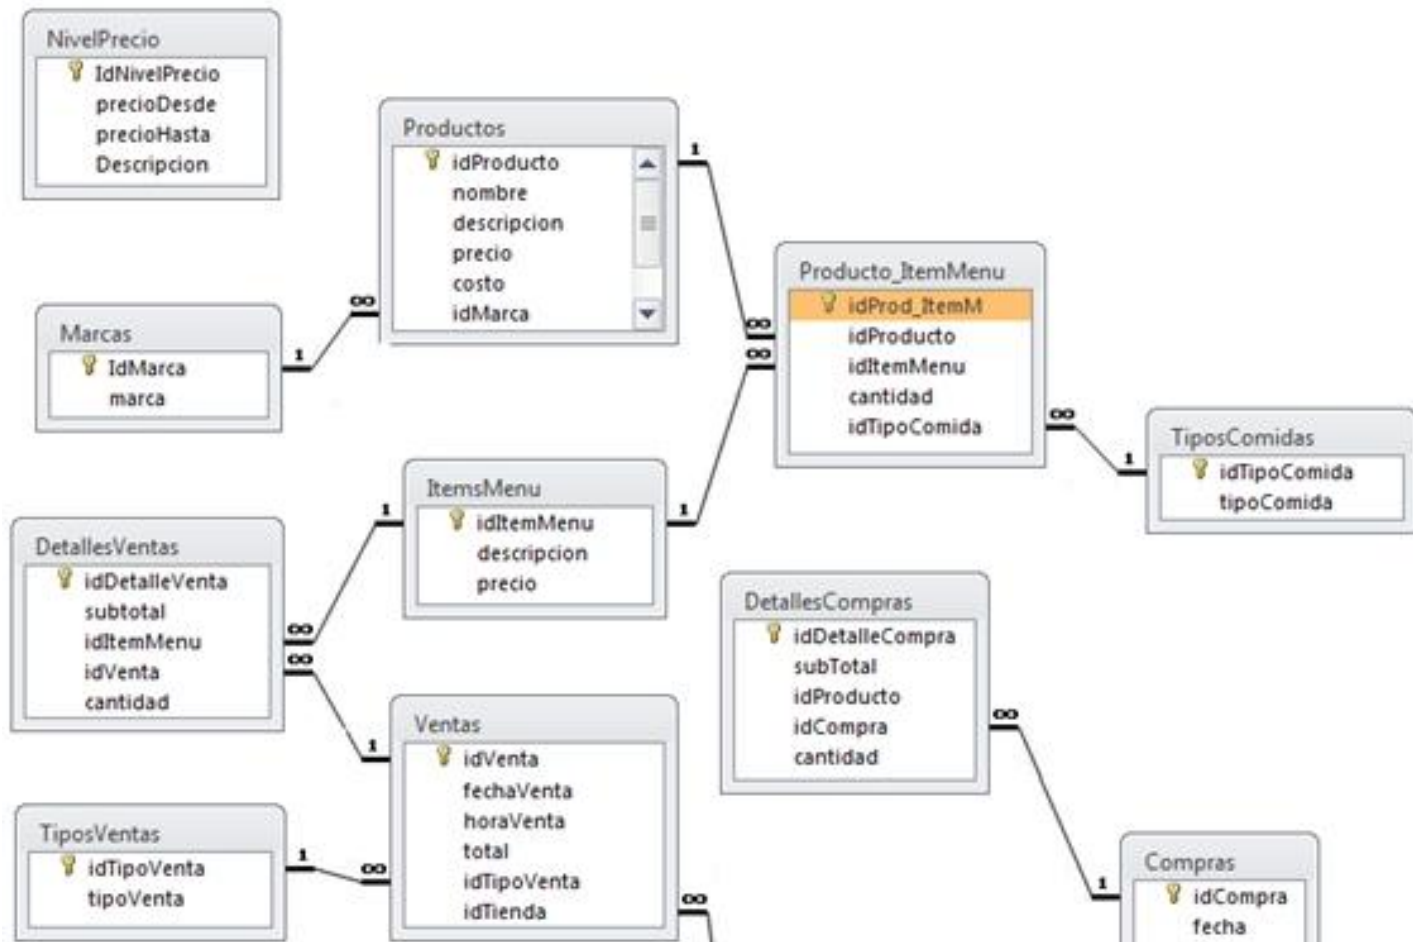 NivelPrecio
IdNivelPrecio
precioDesde
precioHasta
Descripcion
Productos
idProducto
nombre
descripcion
precio
costo
idMarca
1
∞
Marcas
IdMarca
marca
1
∞
Producto_ItemMenu
idProd_ItemM
idProducto
idItemMenu
cantidad
idTipoComida
∞
∞
TiposComidas
idTipoComida
tipoComida
1
ItemsMenu
idItemMenu
descripcion
precio
1
1
DetallesVentas
idDetalleVenta
subtotal
idItemMenu
idVenta
cantidad
∞
∞
DetallesCompras
idDetalleCompra
subTotal
idProducto
idCompra
cantidad
∞
Ventas
idVenta
fechaVenta
horaVenta
total
idTipoVenta
idTienda
1
∞
∞
TiposVentas
idTipoVenta
tipoVenta
1
Compras
idCompra
fecha
1